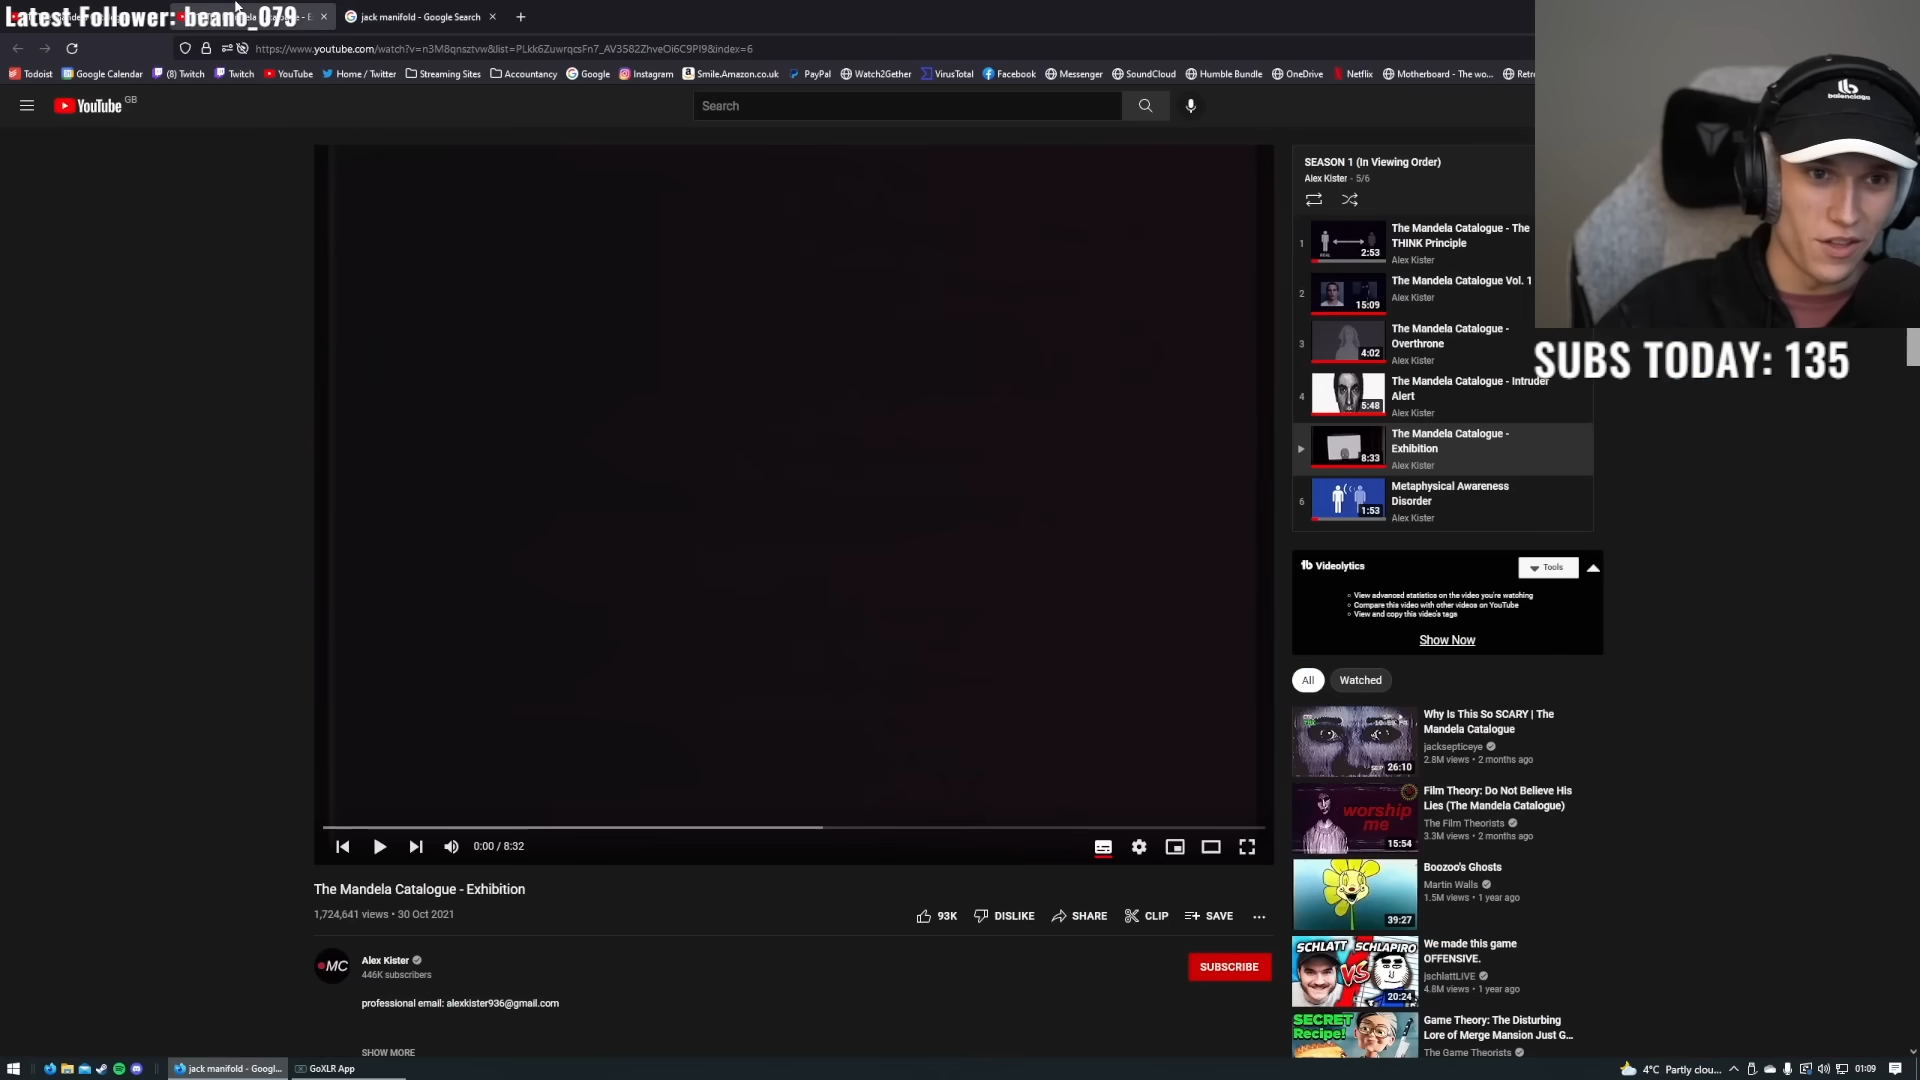 Latest Follower: beano_079
jack manifold - Google Search
https://www.youtube.com/watch?v=n3M8qnsztvw&list=PLkk6ZuwrqcsFn7_AV3582ZhveOi6C9PI9&index=6
Todoist
Google Calendar
(8) Twitch
Twitch
YouTube
Home / Twitter
Streaming Sites
Accountancy
Google
Instagram
Smile.Amazon.co.uk
PayPal
Watch2Gether
VirusTotal
Facebook
Messenger
SoundCloud
Humble Bundle
OneDrive
Netflix
Motherboard - The wo...
Retro
YouTube GB
Search
balenciaga
SEASON 1 (In Viewing Order)
Alex Kister - 5/6
1
2:53
The Mandela Catalogue - The
THINK Principle
Alex Kister
2
15:09
The Mandela Catalogue Vol. 1
Alex Kister
3
4:02
The Mandela Catalogue -
Overthrone
Alex Kister
4
5:48
The Mandela Catalogue - Intruder
Alert
Alex Kister
8:33
The Mandela Catalogue -
Exhibition
Alex Kister
6
1:53
Metaphysical Awareness
Disorder
Alex Kister
SUBS TODAY: 135
Videolytics
Tools
View advanced statistics on the video you're watching
Compare this video with other videos on YouTube
View and copy this video's tags
Show Now
All
Watched
26:10
Why Is This So SCARY | The
Mandela Catalogue
jacksepticeye
2.8M views • 2 months ago
worship
me
15:54
Film Theory: Do Not Believe His
Lies (The Mandela Catalogue)
The Film Theorists
3.3M views • 2 months ago
39:27
Boozoo's Ghosts
Martin Walls
1.5M views • 1 year ago
SCHLATT
SCHLAPIRO
VS
20:24
We made this game
OFFENSIVE.
jschlattLIVE
4.8M views • 1 year ago
SECRET
Recipe!
Game Theory: The Disturbing
Lore of Merge Mansion Just G...
The Game Theorists
0:00 / 8:32
The Mandela Catalogue - Exhibition
1,724,641 views • 30 Oct 2021
93K
DISLIKE
SHARE
CLIP
SAVE
MC
Alex Kister
446K subscribers
SUBSCRIBE
professional email: alexkister936@gmail.com
SHOW MORE
jack manifold - Googl...
GoXLR App
4°C Partly clou...
01:09